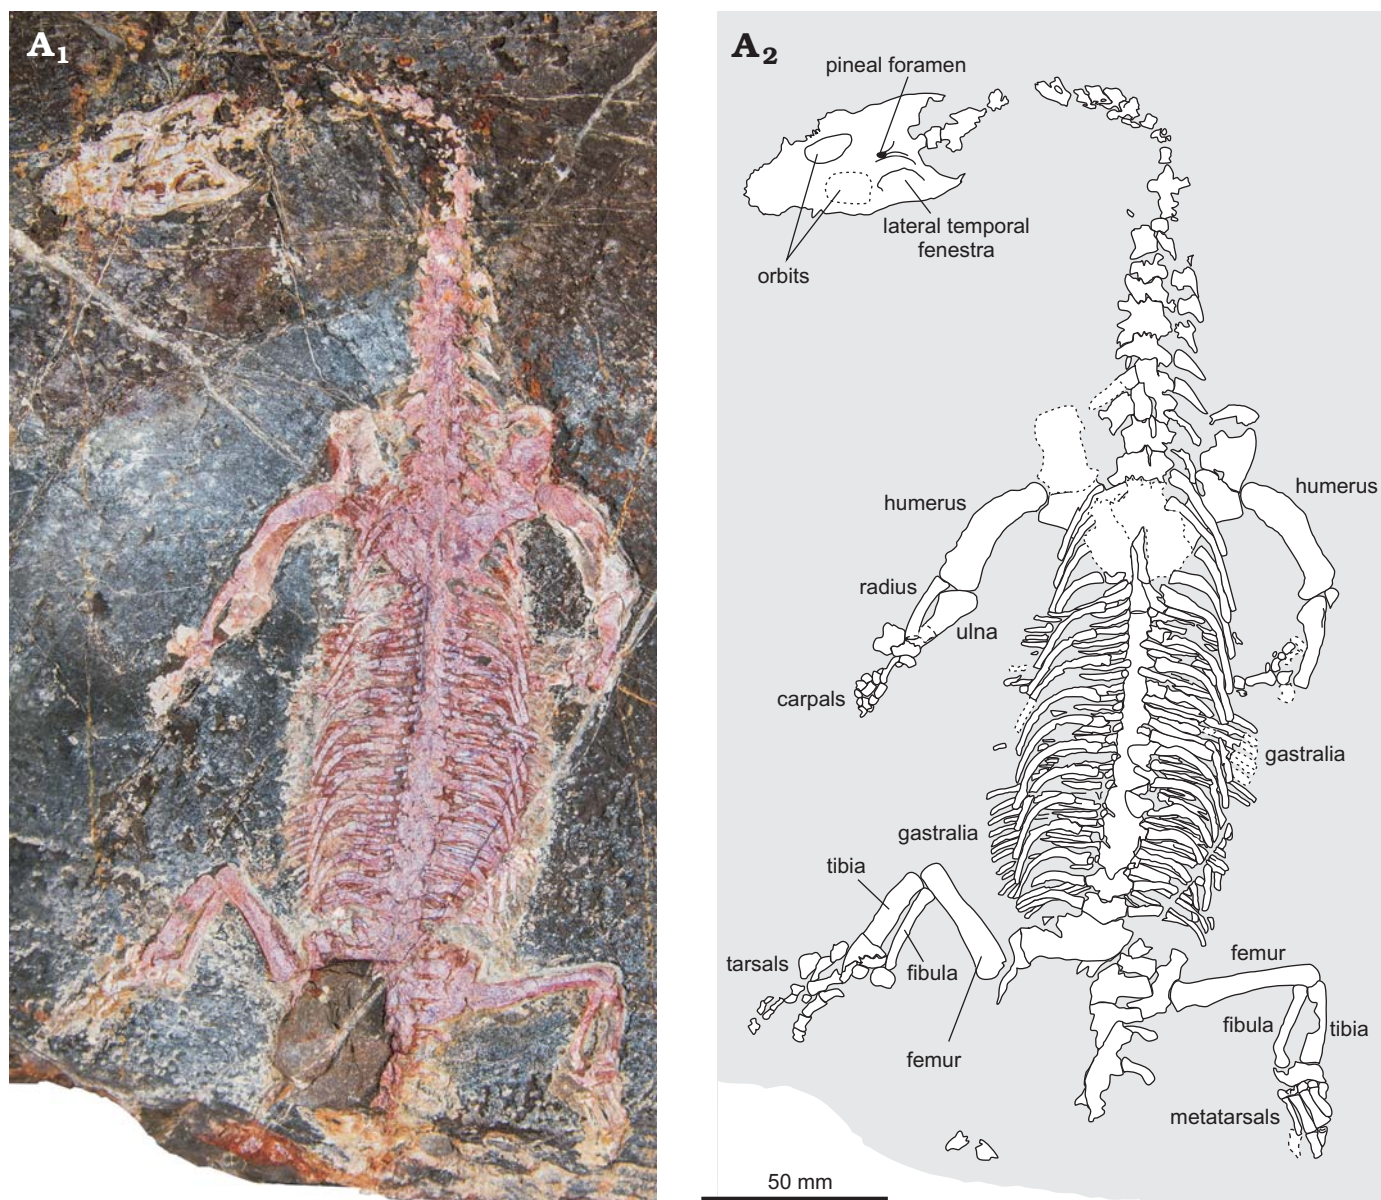 A1
A2
pineal foramen
lateral temporal
fenestra
orbits
humerus
humerus
radius
ulna
carpals
gastralia
gastralia
tibia
tarsals
fibula
femur
femur
fibula
tibia
metatarsals
50 mm